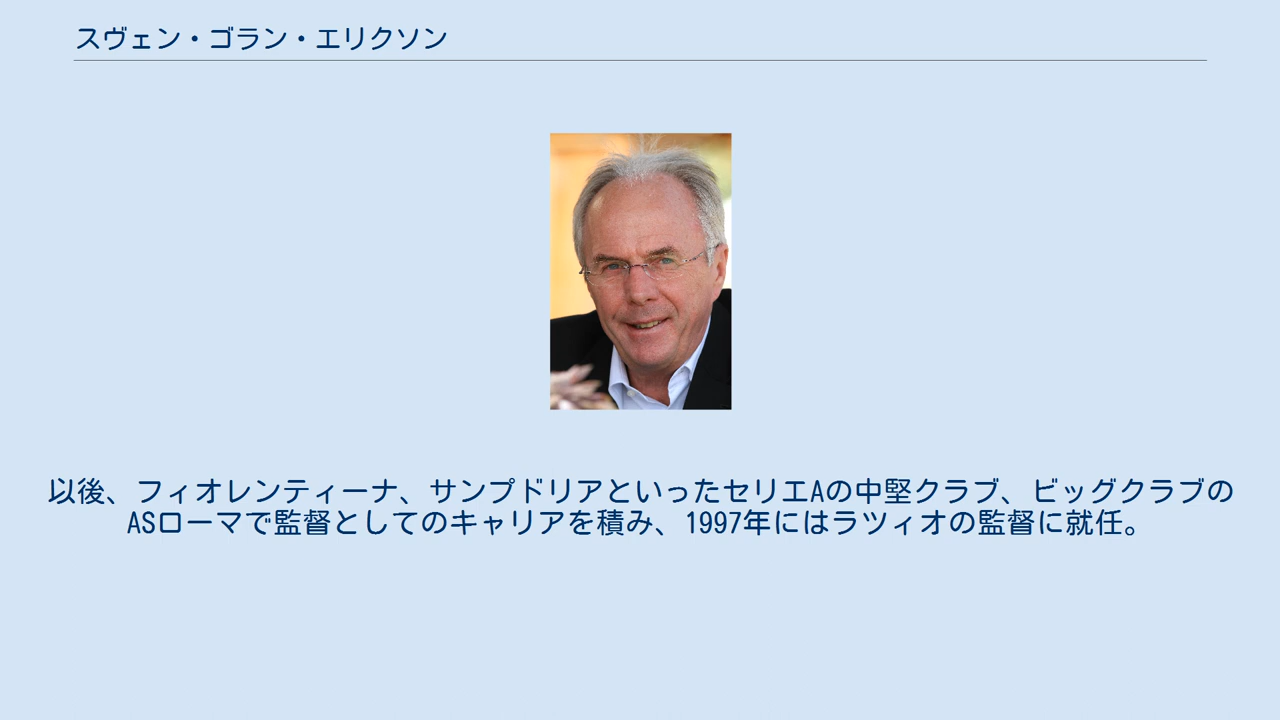 スヴェン・ゴラン・エリクソン
以後、フィオレンティーナ、サンプドリアといったセリエAの中堅クラブ、ビッグクラブの
ASローマで監督としてのキャリアを積み、1997年にはラツィオの監督に就任。